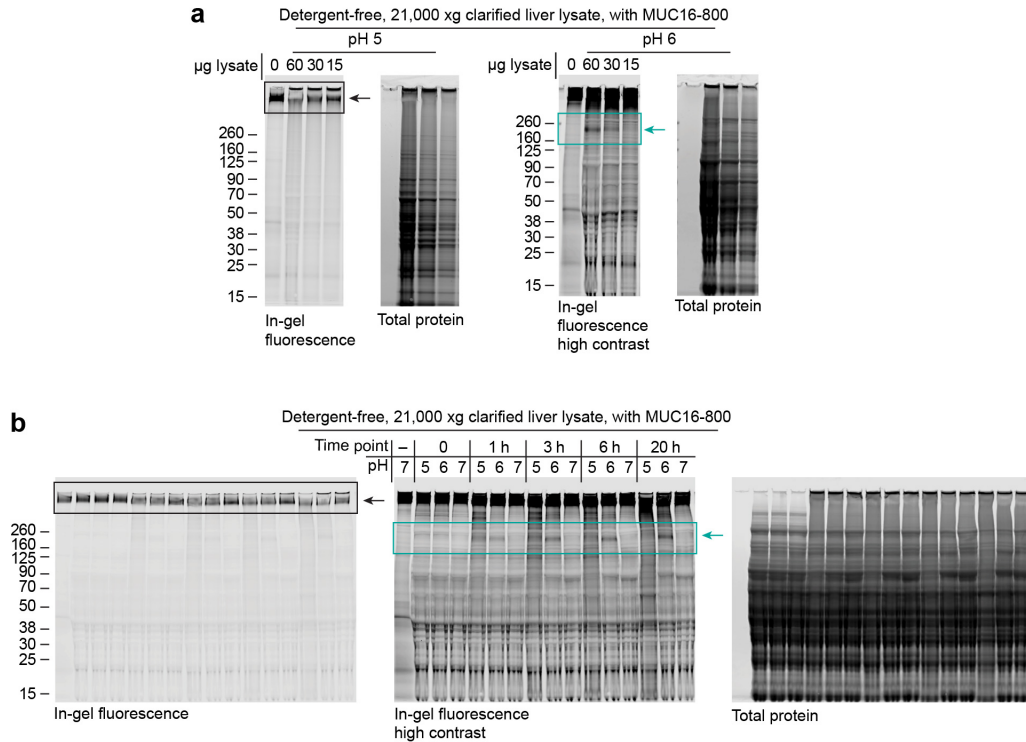 a
Detergent-free, 21,000 xg clarified liver lysate, with MUC16-800
pH 5
pH 6
µg lysate 0 60 30 15
µg lysate 0 60 30 15
260
160
125
90
70
50
38
30
25
15
In-gel
fluorescence
Total protein
260
160
125
90
70
50
38
30
25
15
In-gel
fluorescence
high contrast
Total protein
b
Detergent-free, 21,000 xg clarified liver lysate, with MUC16-800
Time point – 0 1 h 3 h 6 h 20 h
pH 7 5 6 7 5 6 7 5 6 7 5 6 7 5 6 7
260
160
125
90
70
50
38
30
25
15
In-gel fluorescence
In-gel fluorescence
high contrast
Total protein